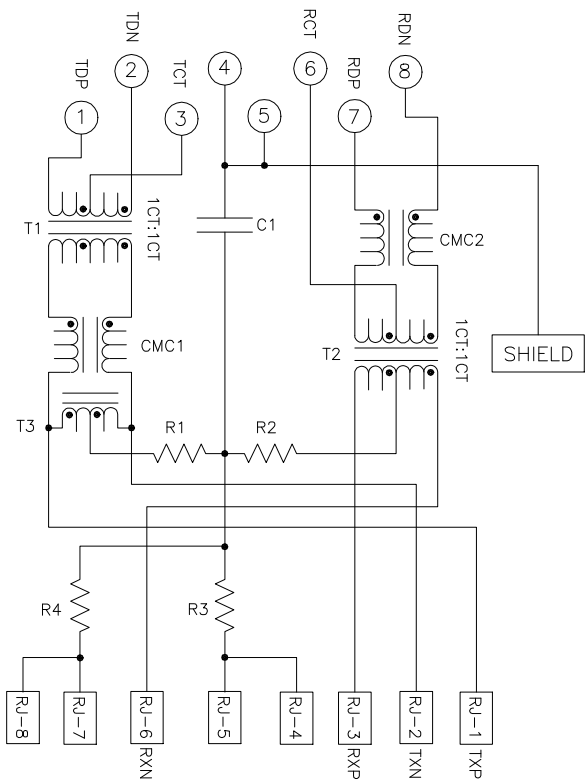 TDP
TDN
TCT
RCT
RDP
RDN
1
2
3
4
5
6
7
8
T1
1CT:1CT
C1
CMC2
CMC1
T2
1CT:1CT
SHIELD
T3
R1
R2
R4
R3
RJ-8
RJ-7
RJ-6 RXN
RJ-5
RJ-4
RJ-3 RXP
RJ-2 TXN
RJ-1 TXP